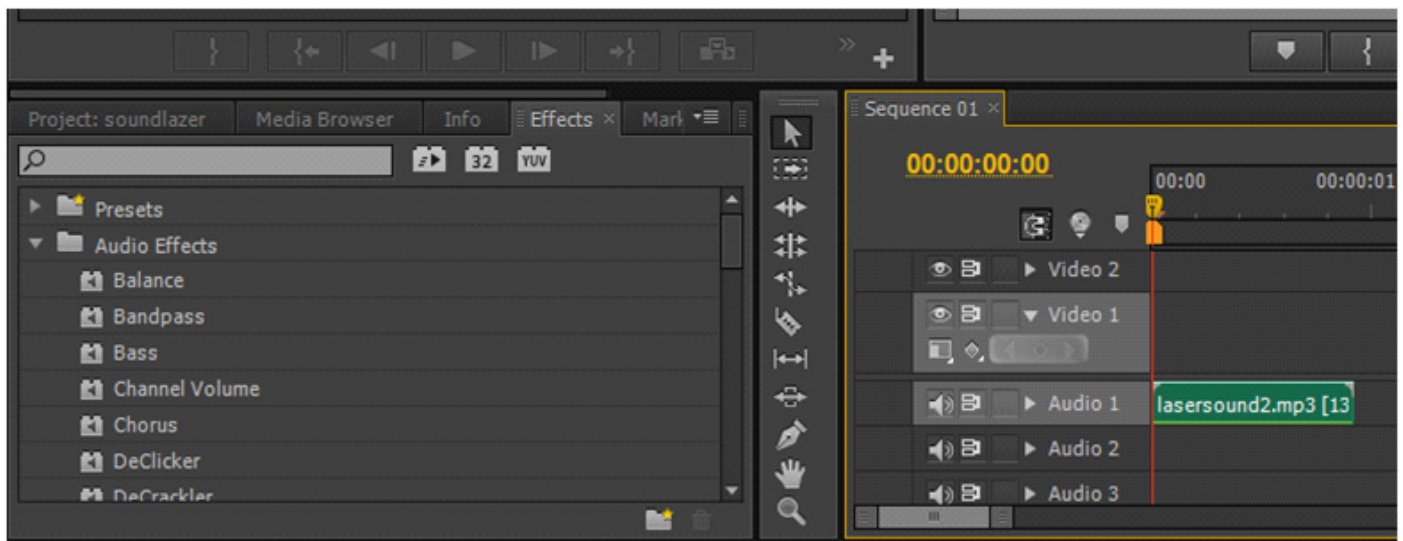 Project: soundlazer
Media Browser
Info
Effects ×
Mark
32
YUV
Presets
Audio Effects
Balance
Bandpass
Bass
Channel Volume
Chorus
DeClicker
DeCrackler
Sequence 01 ×
00:00:00:00
00:00
00:00:01
Video 2
Video 1
Audio 1
lasersound2.mp3 [13
Audio 2
Audio 3